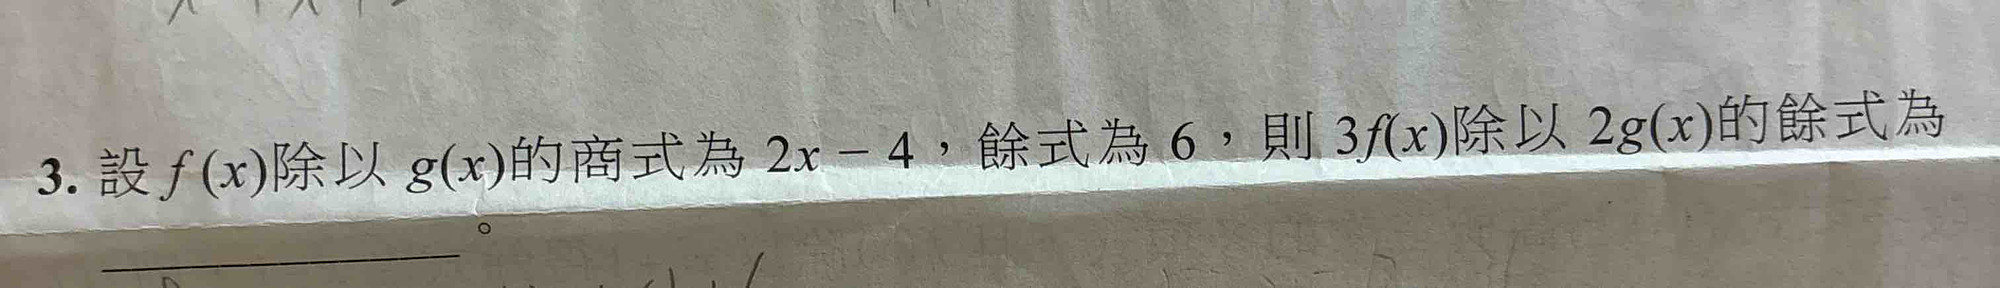 3. 設 f(x)除以 g(x)的商式為 2x − 4，餘式為 6，則 3f(x)除以 2g(x)的餘式為
＿＿＿＿＿＿。